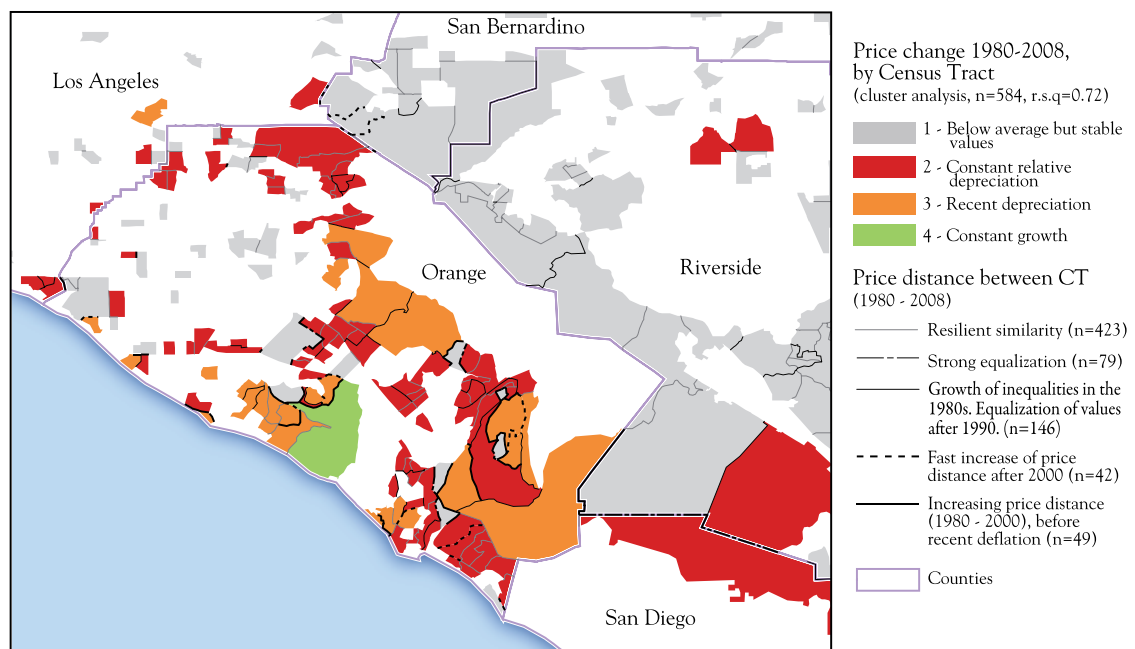 San Bernardino
Los Angeles
Orange
Riverside
San Diego
Price change 1980-2008,
by Census Tract
(cluster analysis, n=584, r.s.q=0.72)
1 - Below average but stable
values
2 - Constant relative
depreciation
3 - Recent depreciation
4 - Constant growth
Price distance between CT
(1980 - 2008)
Resilient similarity (n=423)
Strong equalization (n=79)
Growth of inequalities in the
1980s. Equalization of values
after 1990. (n=146)
Fast increase of price
distance after 2000 (n=42)
Increasing price distance
(1980 - 2000), before
recent deflation (n=49)
Counties